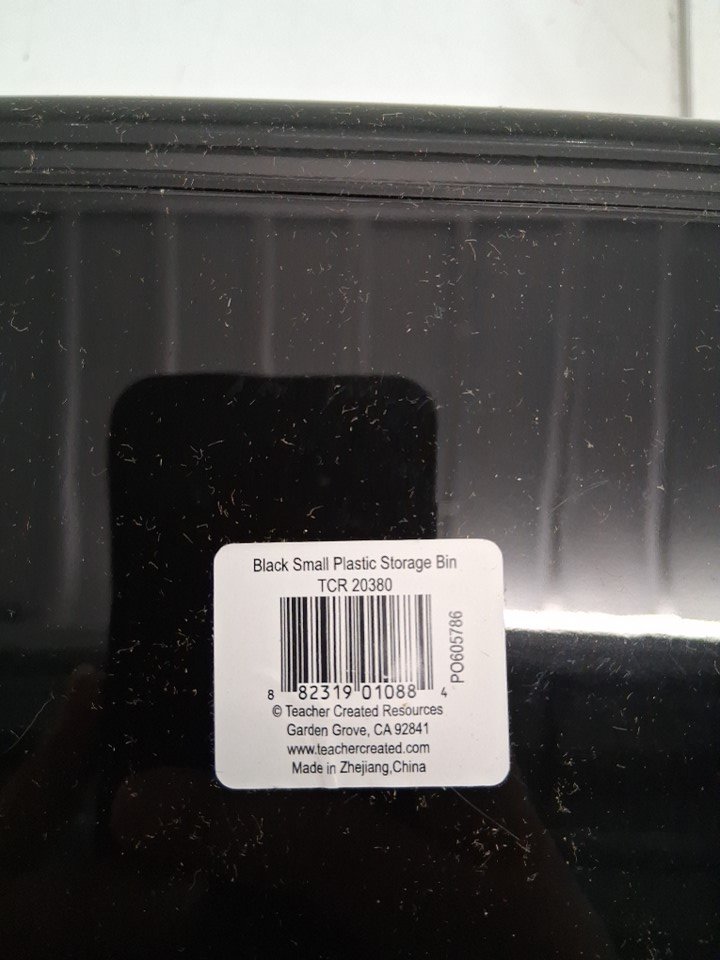 Black Small Plastic Storage Bin
TCR 20380
PO605786
8 82319 01088 4
© Teacher Created Resources
Garden Grove, CA 92841
www.teachercreated.com
Made in Zhejiang,China